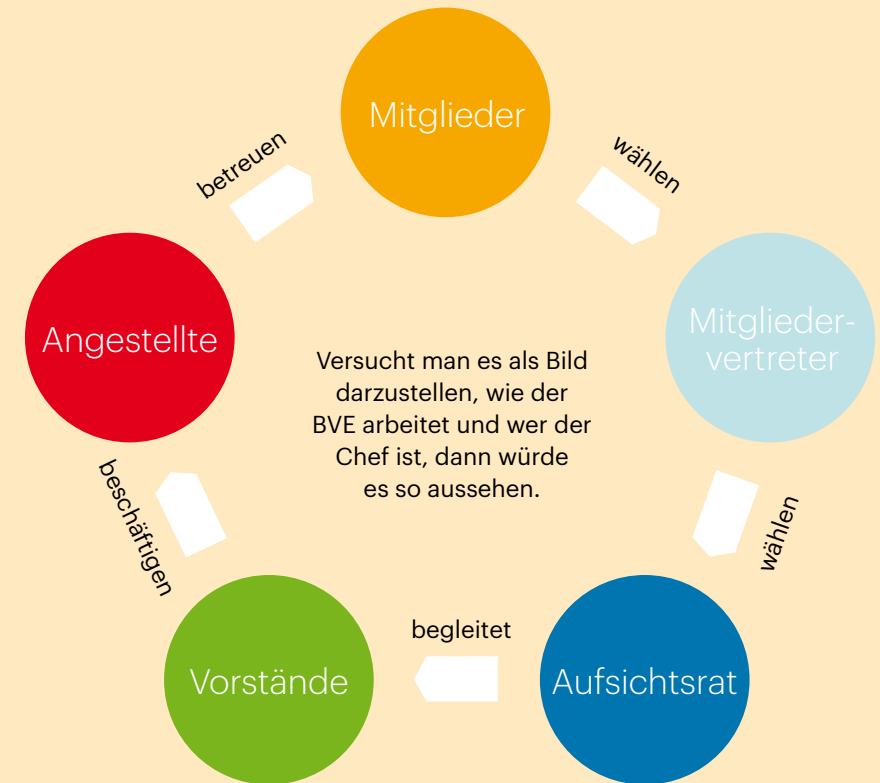 Mitglieder
wählen
Mitglieder-
vertreter
wählen
Aufsichtsrat
begleitet
Vorstände
beschäftigen
Angestellte
betreuen
Versucht man es als Bild
darzustellen, wie der
BVE arbeitet und wer der
Chef ist, dann würde
es so aussehen.